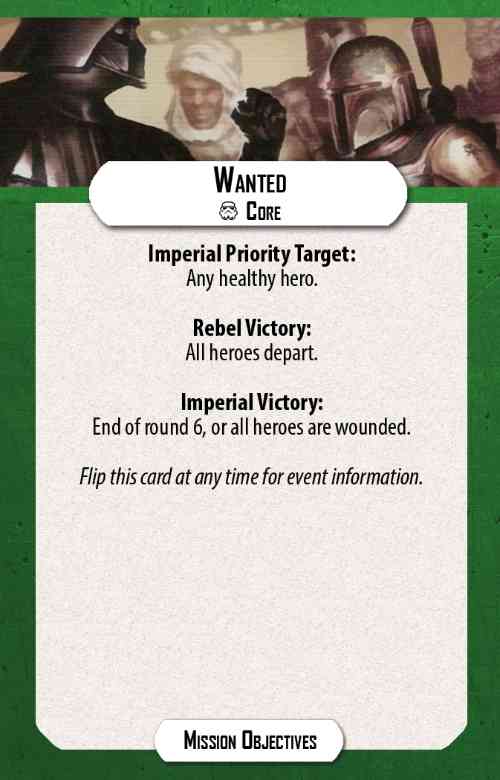 Wanted
Core
Imperial Priority Target:
Any healthy hero.
Rebel Victory:
All heroes depart.
Imperial Victory:
End of round 6, or all heroes are wounded.
Flip this card at any time for event information.
Mission Objectives